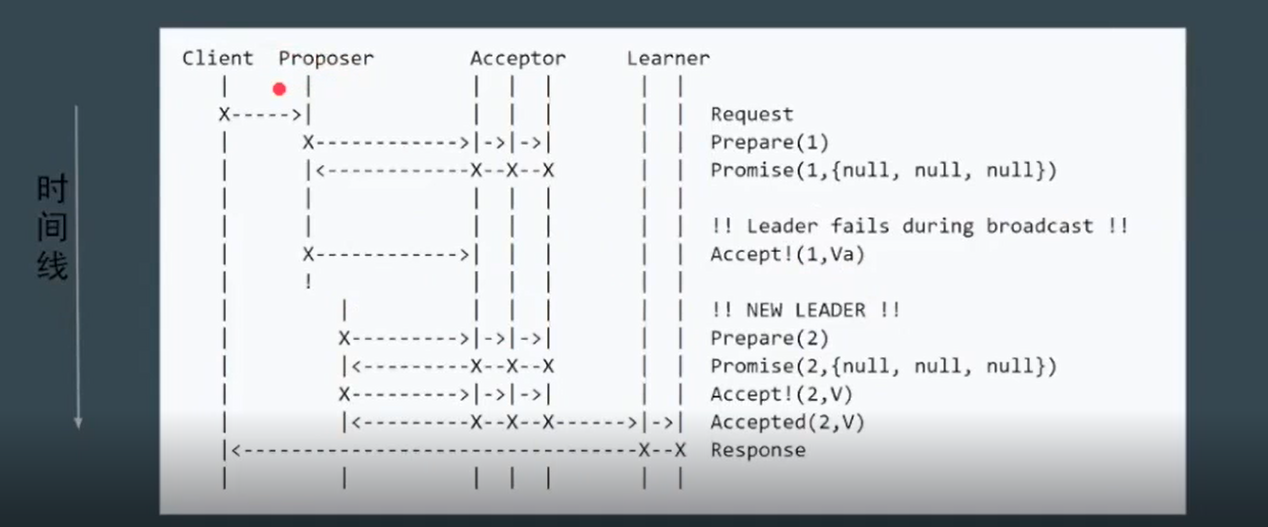 Client  Proposer          Acceptor     Learner
   |         |             |  |  |       |  |
   X----->|             |  |  |       |  |  Request
   |         X------------>|->|->|       |  |  Prepare(1)
   |         |<------------X--X--X       |  |  Promise(1,{null, null, null})
   |         |             |  |  |       |  |
   |         |             |  |  |       |  |  !! Leader fails during broadcast !!
   |         X------------>|  |  |       |  |  Accept!(1,Va)
   |         !             |  |  |       |  |
   |            |          |  |  |       |  |  !! NEW LEADER !!
   |            X--------->|->|->|       |  |  Prepare(2)
   |            |<---------X--X--X       |  |  Promise(2,{null, null, null})
   |            X--------->|->|->|       |  |  Accept!(2,V)
   |            |<---------X--X--X------>|->|  Accepted(2,V)
   |<---------------------------------X--X  Response
   |            |          |  |  |       |  |
时间线